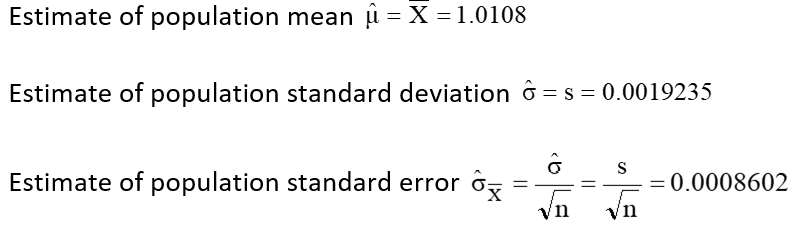 Estimate of population mean μ̂ = X̅ = 1.0108
Estimate of population standard deviation σ̂ = s = 0.0019235
Estimate of population standard error σ̂_X̅ = σ̂/√n = s/√n = 0.0008602